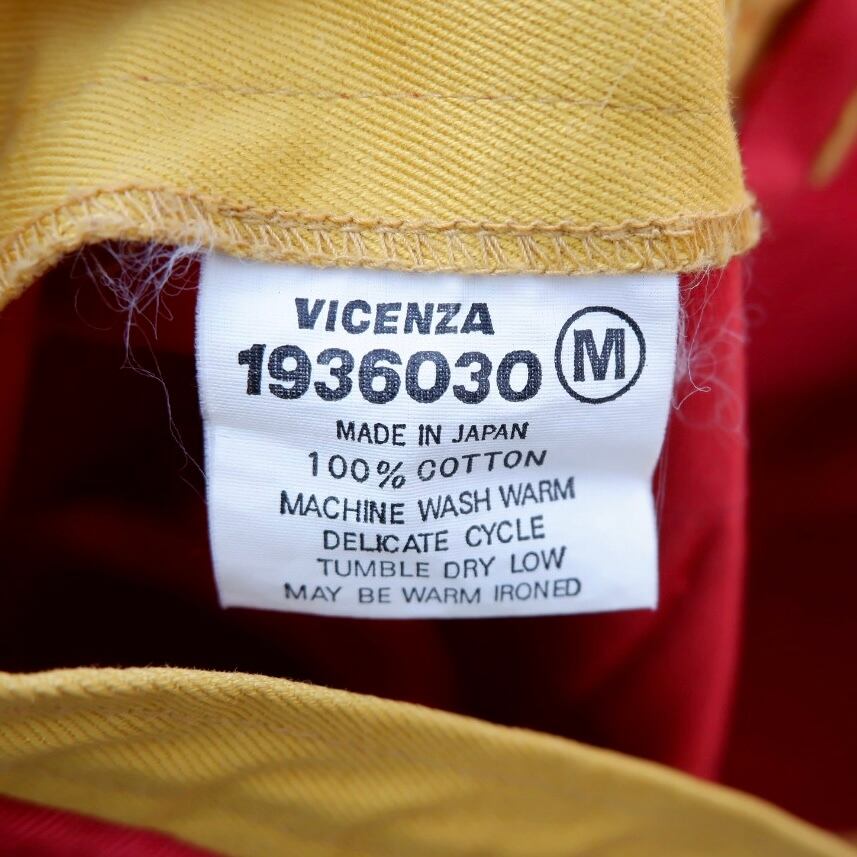 VICENZA
1936030 M
MADE IN JAPAN
100% COTTON
MACHINE WASH WARM
DELICATE CYCLE
TUMBLE DRY LOW
MAY BE WARM IRONED